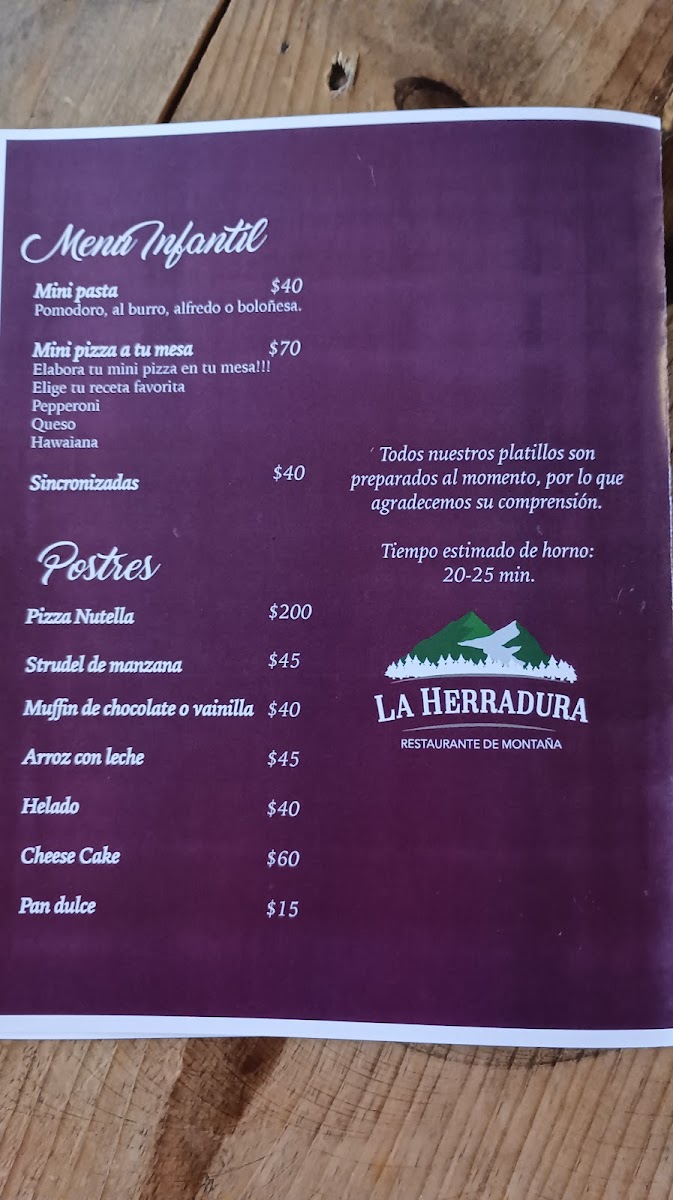 Menú Infantil
Mini pasta $40
Pomodoro, al burro, alfredo o boloñesa.
Mini pizza a tu mesa $70
Elabora tu mini pizza en tu mesa!!!
Elige tu receta favorita
Pepperoni
Queso
Hawaiana
Sincronizadas $40
Postres
Pizza Nutella $200
Strudel de manzana $45
Muffin de chocolate o vainilla $40
Arroz con leche $45
Helado $40
Cheese Cake $60
Pan dulce $15
Todos nuestros platillos son
preparados al momento, por lo que
agradecemos su comprensión.
Tiempo estimado de horno:
20-25 min.
LA HERRADURA
RESTAURANTE DE MONTAÑA